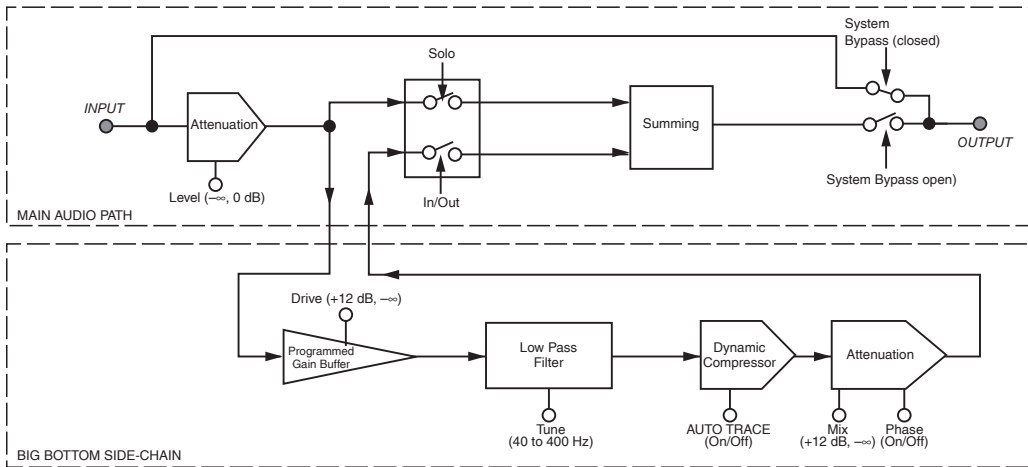 System
Bypass (closed)
Solo
INPUT
Attenuation
Summing
OUTPUT
Level (−∞, 0 dB)
In/Out
System Bypass open)
MAIN AUDIO PATH
Drive (+12 dB, −∞)
Programmed
Gain Buffer
Low Pass
Filter
Dynamic
Compressor
Attenuation
Tune
(40 to 400 Hz)
AUTO TRACE
(On/Off)
Mix
(+12 dB, −∞)
Phase
(On/Off)
BIG BOTTOM SIDE-CHAIN